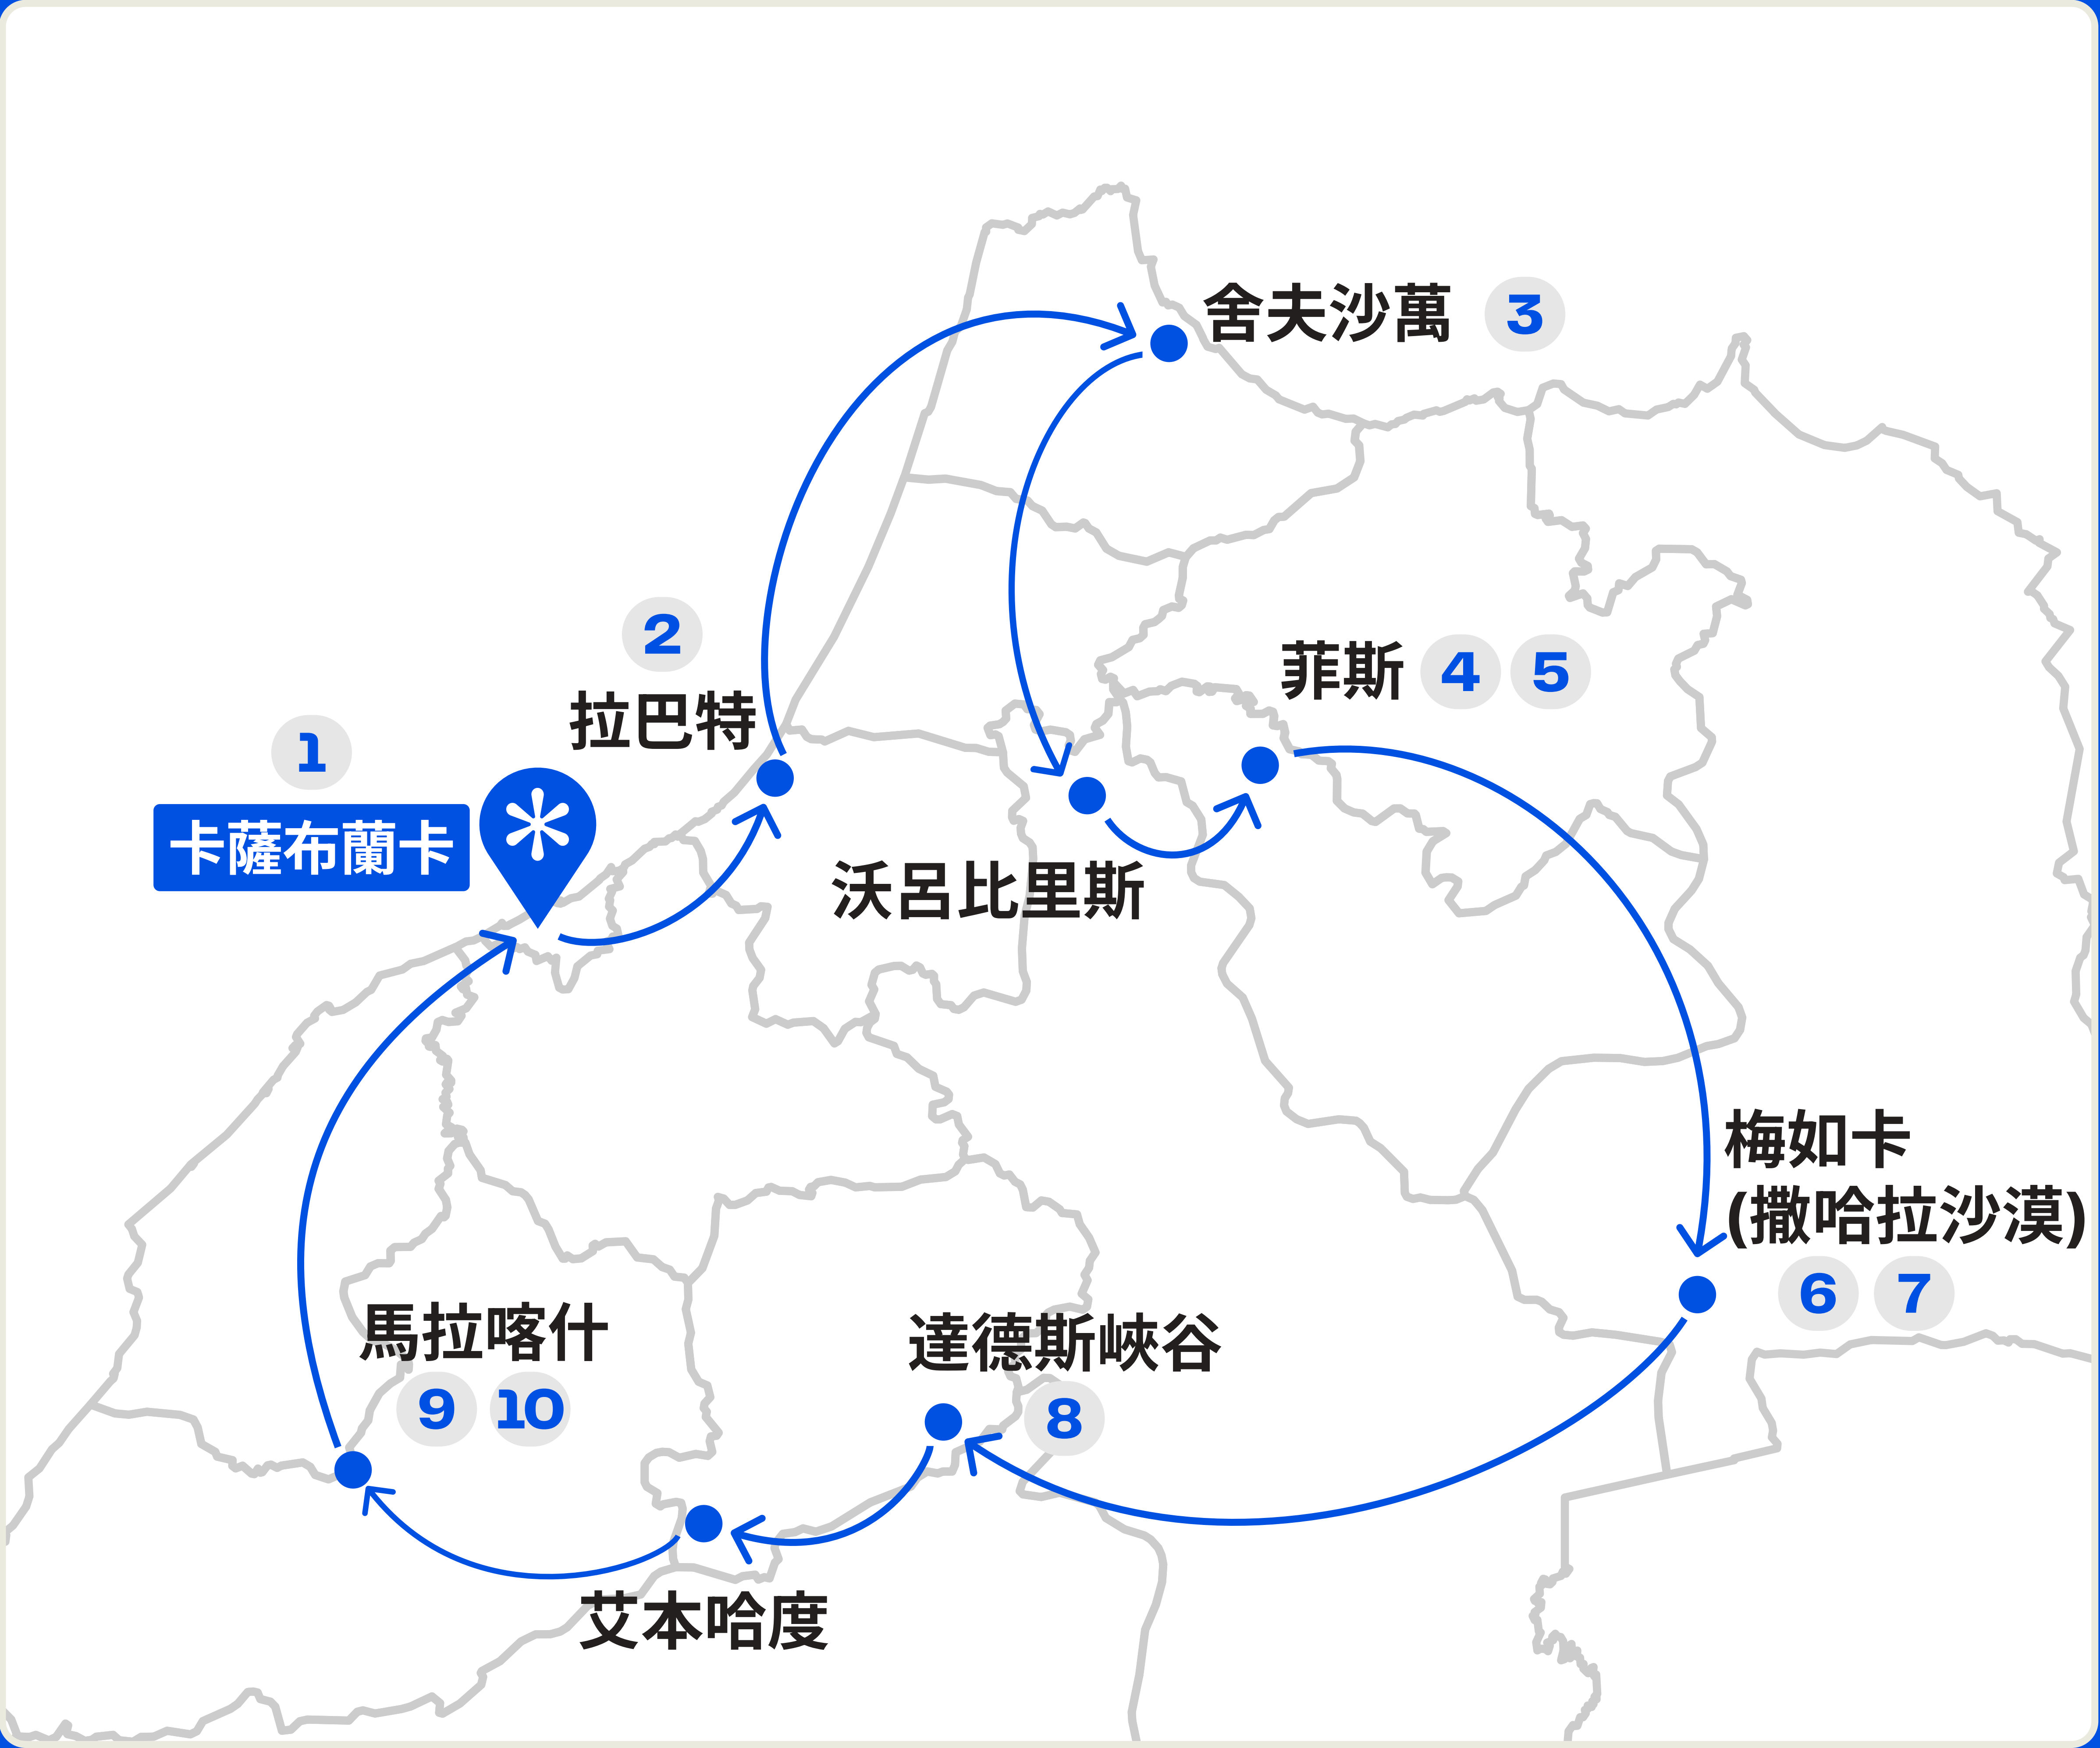 舍夫沙萬 3
2
拉巴特
菲斯 4 5
1
卡薩布蘭卡
沃呂比里斯
梅如卡
(撒哈拉沙漠)
6 7
馬拉喀什
9 10
達德斯峽谷
8
艾本哈度